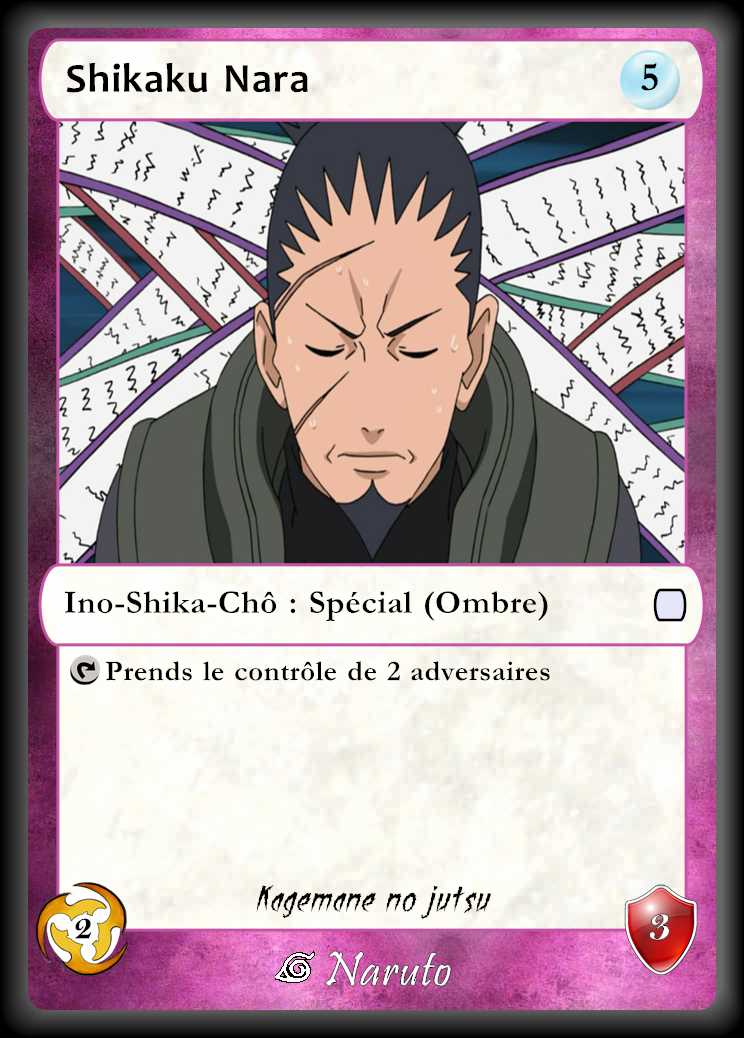 Shikaku Nara
5
Ino-Shika-Chô : Spécial (Ombre)
Prends le contrôle de 2 adversaires
Kagemane no jutsu
2
3
Naruto